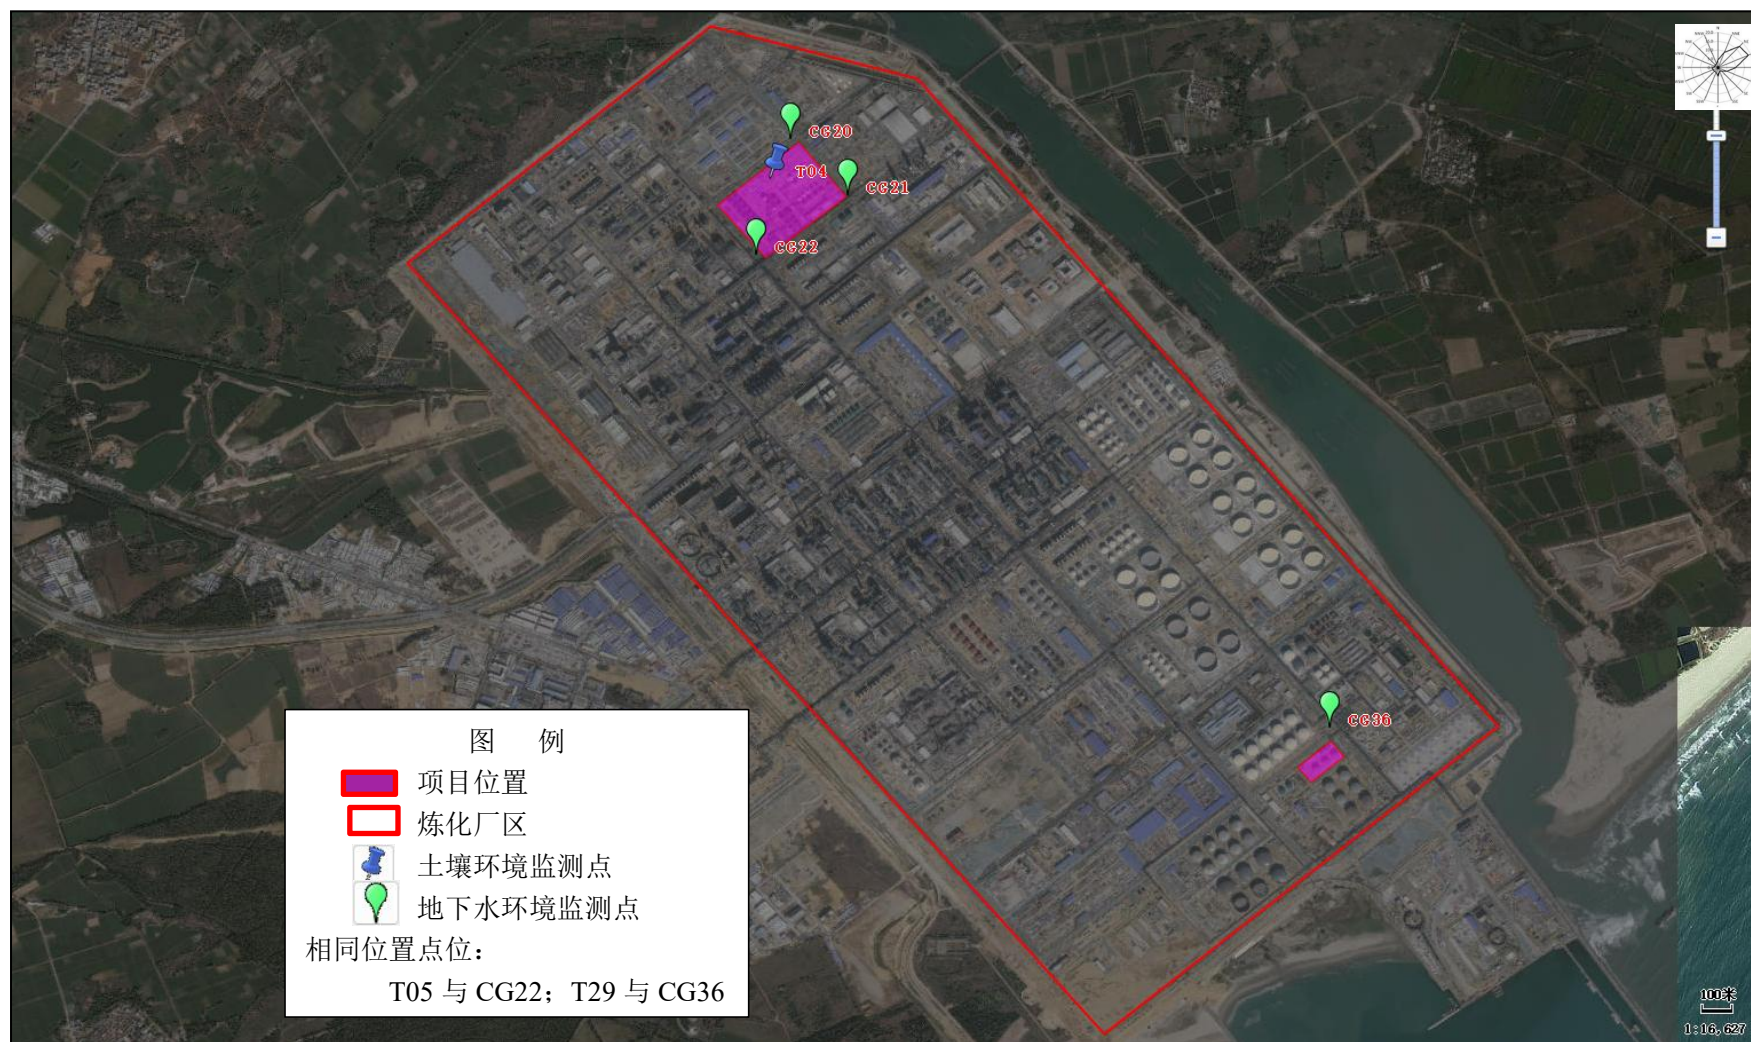 CG20
T04
CG21
CG22
CG36
图 例
项目位置
炼化厂区
土壤环境监测点
地下水环境监测点
相同位置点位：
T05 与 CG22；T29 与 CG36
100米
1:16,627